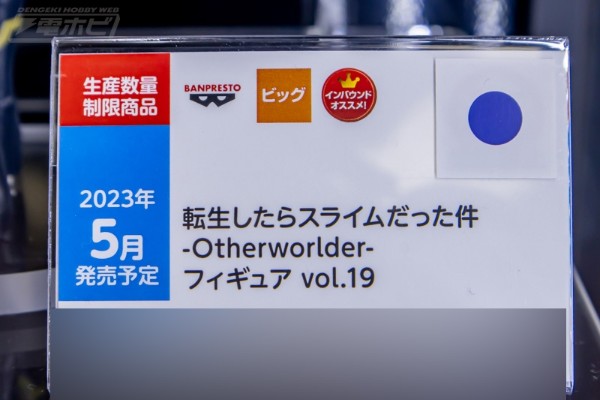 DENGEKI HOBBY WEB
電ホビ
生産数量
制限商品
BANPRESTO
ビッグ
インバウンド
オススメ!
2023年
5月
発売予定
転生したらスライムだった件
-Otherworlder-
フィギュア vol.19